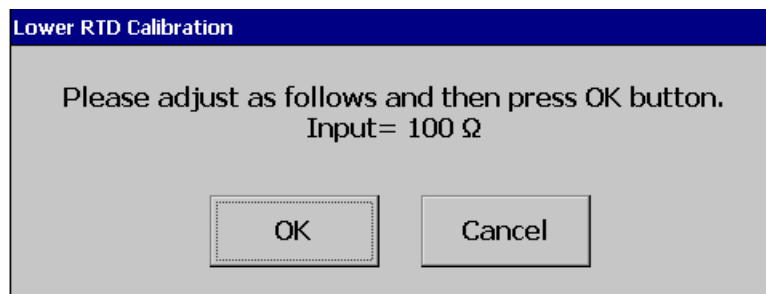 Lower RTD Calibration
Please adjust as follows and then press OK button.
Input= 100 Ω
OK
Cancel